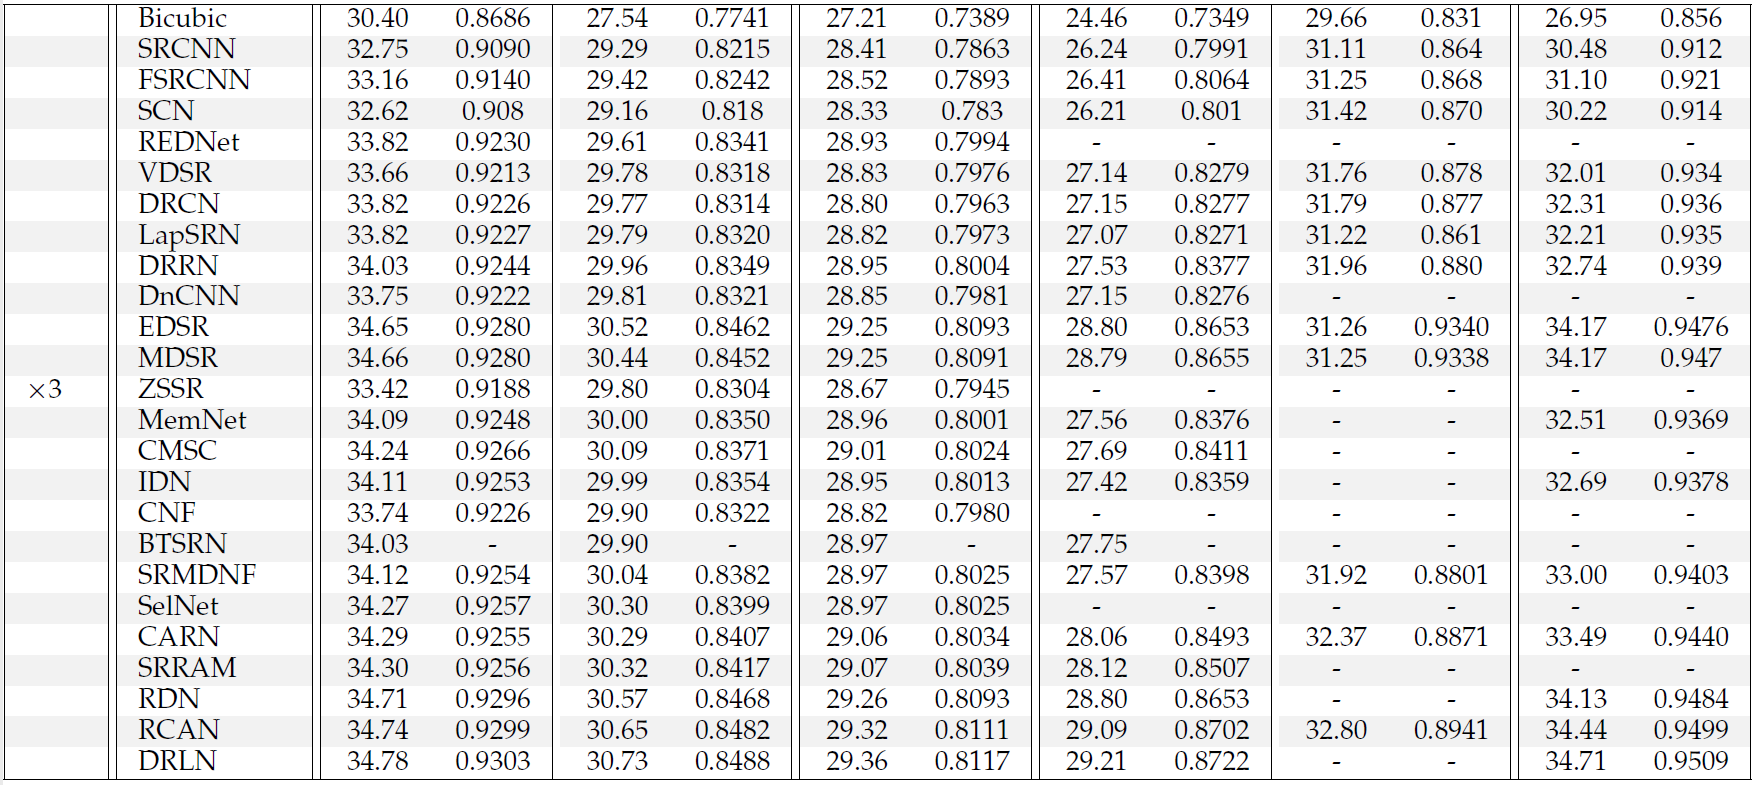 Bicubic 30.40 0.8686 27.54 0.7741 27.21 0.7389 24.46 0.7349 29.66 0.831 26.95 0.856
SRCNN 32.75 0.9090 29.29 0.8215 28.41 0.7863 26.24 0.7991 31.11 0.864 30.48 0.912
FSRCNN 33.16 0.9140 29.42 0.8242 28.52 0.7893 26.41 0.8064 31.25 0.868 31.10 0.921
SCN 32.62 0.908 29.16 0.818 28.33 0.783 26.21 0.801 31.42 0.870 30.22 0.914
REDNet 33.82 0.9230 29.61 0.8341 28.93 0.7994 - - - - - -
VDSR 33.66 0.9213 29.78 0.8318 28.83 0.7976 27.14 0.8279 31.76 0.878 32.01 0.934
DRCN 33.82 0.9226 29.77 0.8314 28.80 0.7963 27.15 0.8277 31.79 0.877 32.31 0.936
LapSRN 33.82 0.9227 29.79 0.8320 28.82 0.7973 27.07 0.8271 31.22 0.861 32.21 0.935
DRRN 34.03 0.9244 29.96 0.8349 28.95 0.8004 27.53 0.8377 31.96 0.880 32.74 0.939
DnCNN 33.75 0.9222 29.81 0.8321 28.85 0.7981 27.15 0.8276 - - - -
EDSR 34.65 0.9280 30.52 0.8462 29.25 0.8093 28.80 0.8653 31.26 0.9340 34.17 0.9476
MDSR 34.66 0.9280 30.44 0.8452 29.25 0.8091 28.79 0.8655 31.25 0.9338 34.17 0.947
×3 ZSSR 33.42 0.9188 29.80 0.8304 28.67 0.7945 - - - - - -
MemNet 34.09 0.9248 30.00 0.8350 28.96 0.8001 27.56 0.8376 - - 32.51 0.9369
CMSC 34.24 0.9266 30.09 0.8371 29.01 0.8024 27.69 0.8411 - - - -
IDN 34.11 0.9253 29.99 0.8354 28.95 0.8013 27.42 0.8359 - - 32.69 0.9378
CNF 33.74 0.9226 29.90 0.8322 28.82 0.7980 - - - - - -
BTSRN 34.03 - 29.90 - 28.97 - 27.75 - - - - -
SRMDNF 34.12 0.9254 30.04 0.8382 28.97 0.8025 27.57 0.8398 31.92 0.8801 33.00 0.9403
SelNet 34.27 0.9257 30.30 0.8399 28.97 0.8025 - - - - - -
CARN 34.29 0.9255 30.29 0.8407 29.06 0.8034 28.06 0.8493 32.37 0.8871 33.49 0.9440
SRRAM 34.30 0.9256 30.32 0.8417 29.07 0.8039 28.12 0.8507 - - - -
RDN 34.71 0.9296 30.57 0.8468 29.26 0.8093 28.80 0.8653 - - 34.13 0.9484
RCAN 34.74 0.9299 30.65 0.8482 29.32 0.8111 29.09 0.8702 32.80 0.8941 34.44 0.9499
DRLN 34.78 0.9303 30.73 0.8488 29.36 0.8117 29.21 0.8722 - - 34.71 0.9509